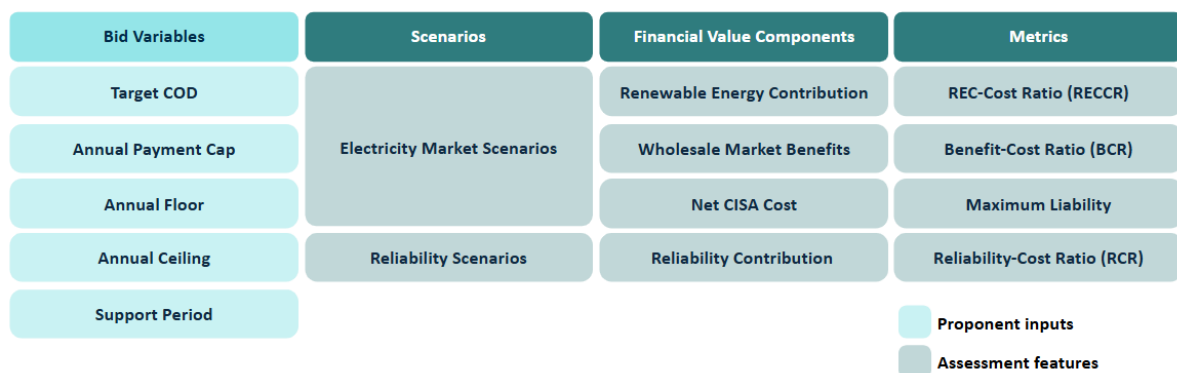 Bid Variables
Scenarios
Financial Value Components
Metrics
Target COD
Electricity Market Scenarios
Renewable Energy Contribution
REC-Cost Ratio (RECCR)
Annual Payment Cap
Wholesale Market Benefits
Benefit-Cost Ratio (BCR)
Annual Floor
Net CISA Cost
Maximum Liability
Annual Ceiling
Reliability Scenarios
Reliability Contribution
Reliability-Cost Ratio (RCR)
Support Period
Proponent inputs
Assessment features